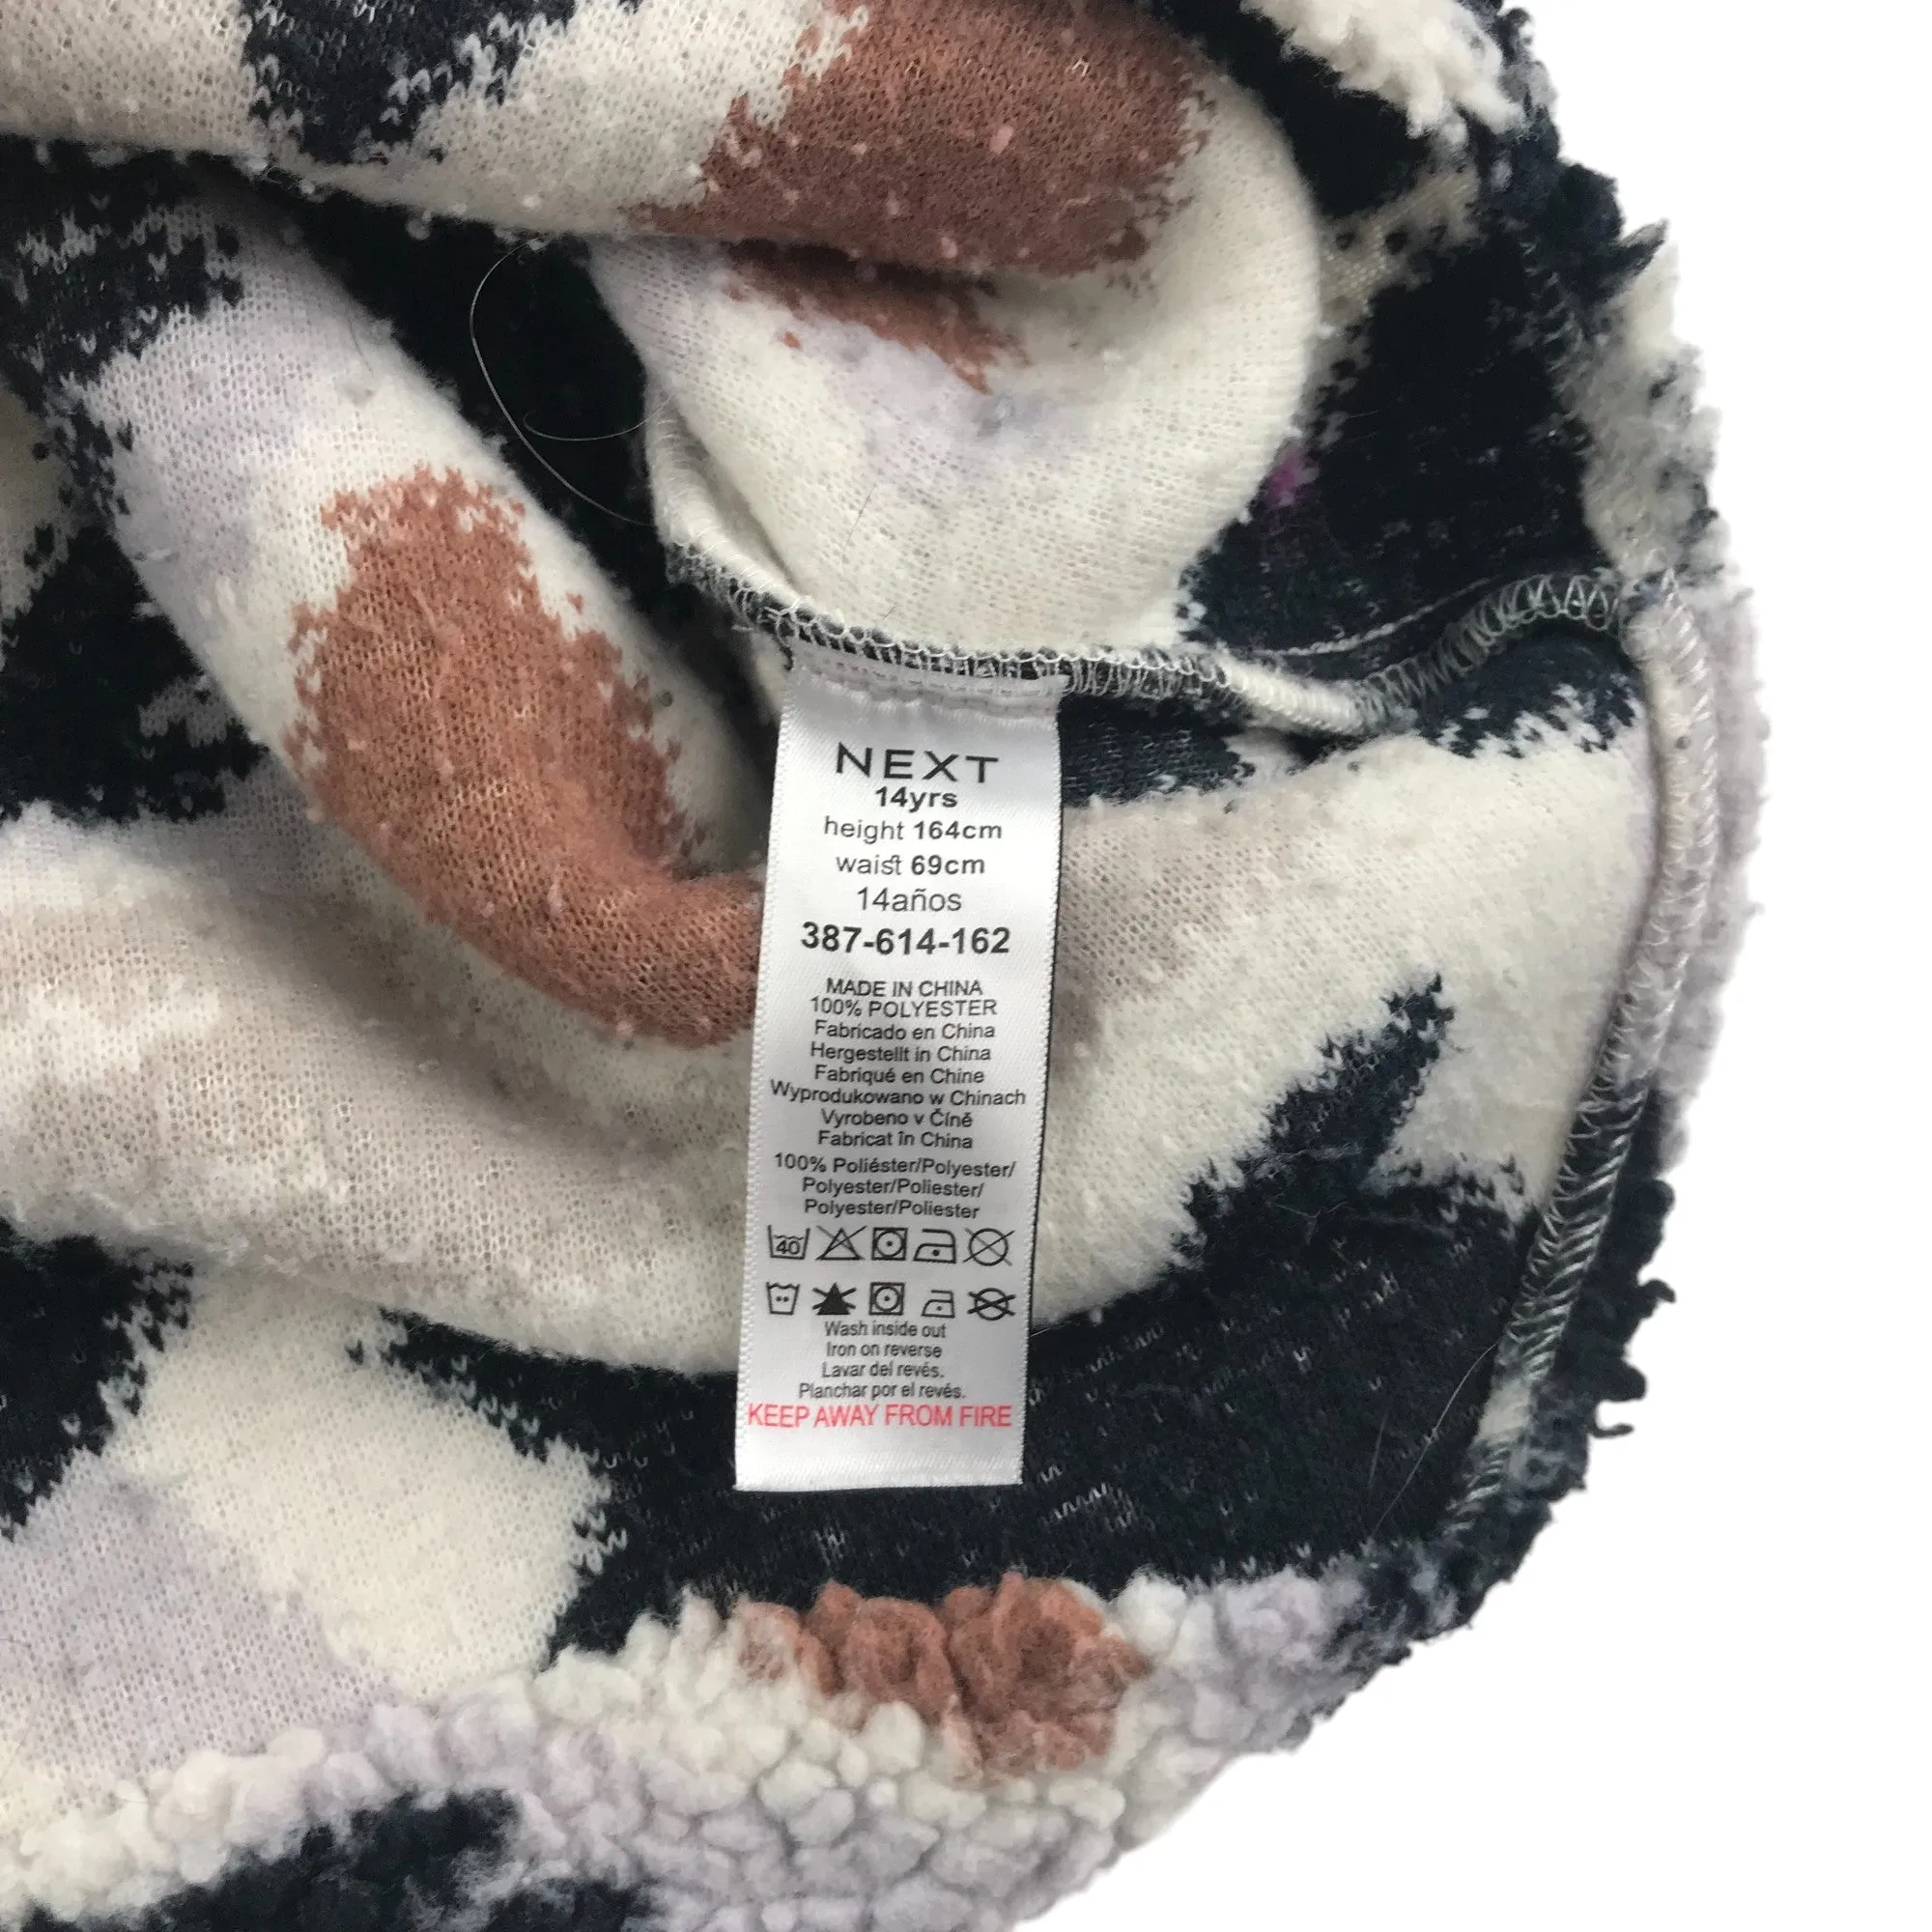 NEXT
14yrs
height 164cm
waist 69cm
14años
387-614-162
MADE IN CHINA
100% POLYESTER
Fabricado en China
Hergestellt in China
Fabriqué en Chine
Wyprodukowano w Chinach
Vyrobeno v Číně
Fabricat în China
100% Poliéster/Polyester/
Polyester/Poliester/
Polyester/Poliester
40
Wash inside out
Iron on reverse
Lavar del revés.
Planchar por el revés.
KEEP AWAY FROM FIRE